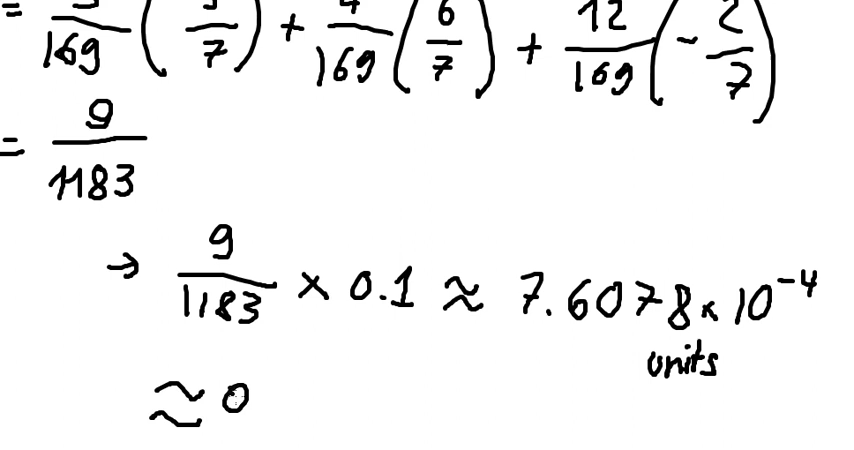 = 3/169 (3/7) + 4/169 (6/7) + 12/169 (- 2/7)
= 9/1183
→ 9/1183 × 0.1 ≈ 7.6078 × 10^-4
units
≈ 0